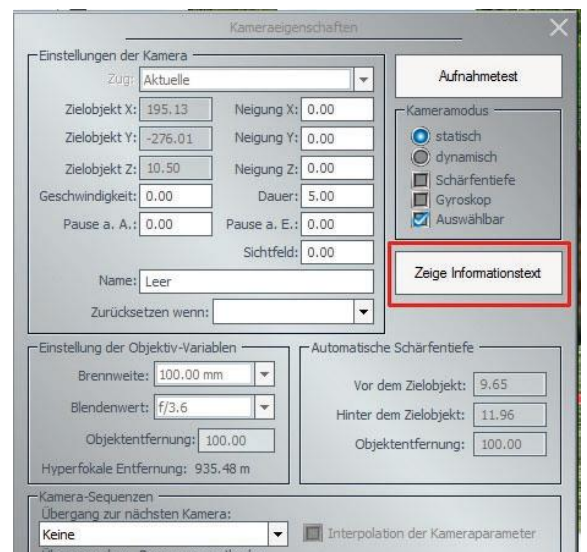 Kameraeigenschaften
Einstellungen der Kamera
Zug: Aktuelle
Zielobjekt X: 195.13 Neigung X: 0.00
Zielobjekt Y: -276.01 Neigung Y: 0.00
Zielobjekt Z: 10.50 Neigung Z: 0.00
Geschwindigkeit: 0.00 Dauer: 5.00
Pause a. A.: 0.00 Pause a. E.: 0.00
Sichtfeld: 0.00
Name: Leer
Zurücksetzen wenn:
Aufnahmetest
Kameramodus
statisch
dynamisch
Schärfentiefe
Gyroskop
Auswählbar
Zeige Informationstext
Einstellung der Objektiv-Variablen
Brennweite: 100.00 mm
Blendenwert: f/3.6
Objektentfernung: 100.00
Hyperfokale Entfernung: 935.48 m
Automatische Schärfentiefe
Vor dem Zielobjekt: 9.65
Hinter dem Zielobjekt: 11.96
Objektentfernung: 100.00
Kamera-Sequenzen
Übergang zur nächsten Kamera:
Keine
Interpolation der Kameraparameter